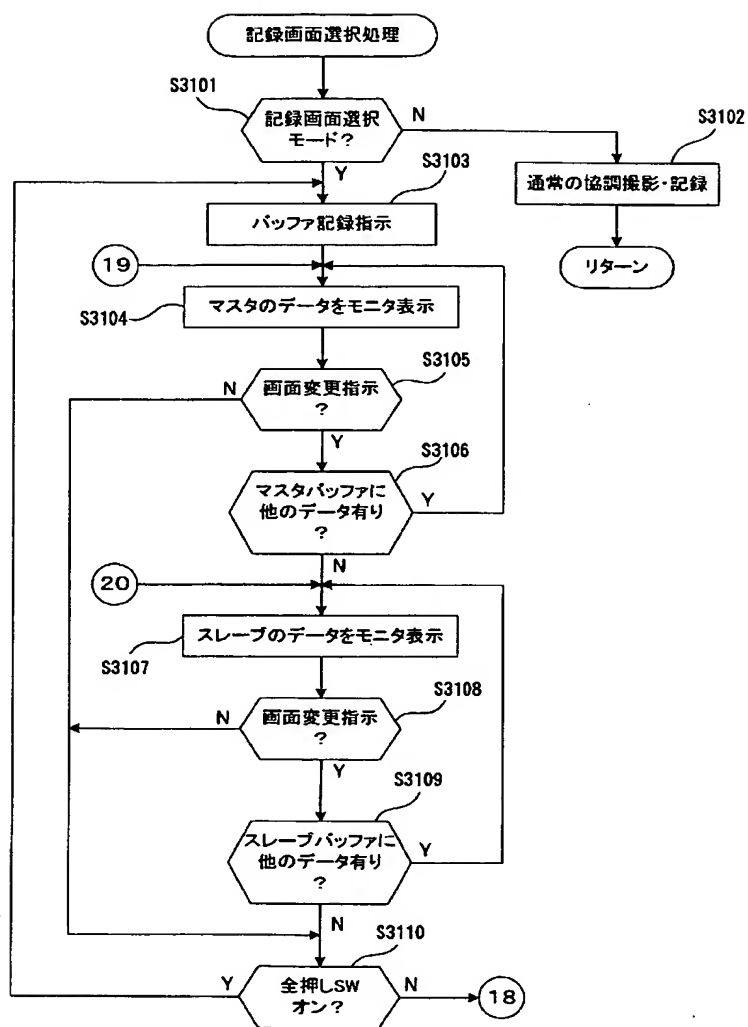 記録画面選択処理
S3101
記録画面選択
モード?
N
S3102
通常の協調撮影・記録
リターン
Y
S3103
バッファ記録指示
19
マスタのデータをモニタ表示
S3104
S3105
画面変更指示
?
N
Y
S3106
マスタバッファに
他のデータ有り
?
Y
N
20
スレーブのデータをモニタ表示
S3107
S3108
画面変更指示
?
N
Y
S3109
スレーブバッファに
他のデータ有り
?
Y
N
S3110
全押しSW
オン?
Y
N
18